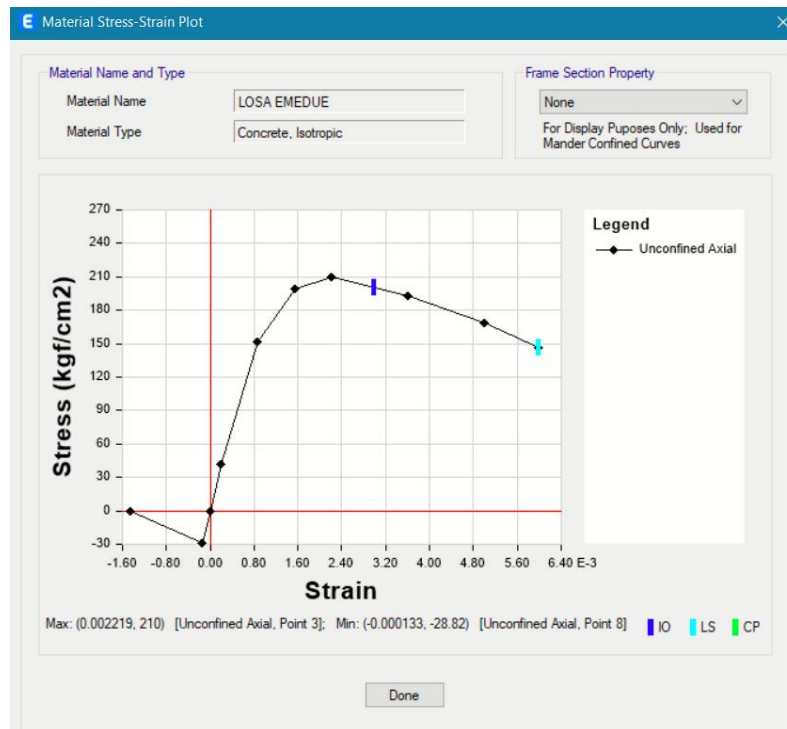 E Material Stress-Strain Plot
Material Name and Type
Material Name LOSA EMEDUE
Material Type Concrete, Isotropic
Frame Section Property
None
For Display Puposes Only; Used for
Mander Confined Curves
270
240
210
180
150
120
90
60
30
0
-30
Stress (kgf/cm2)
-1.60 -0.80 0.00 0.80 1.60 2.40 3.20 4.00 4.80 5.60 6.40 E-3
Strain
Legend
Unconfined Axial
Max: (0.002219, 210) [Unconfined Axial, Point 3]; Min: (-0.000133, -28.82) [Unconfined Axial, Point 8]
IO LS CP
Done